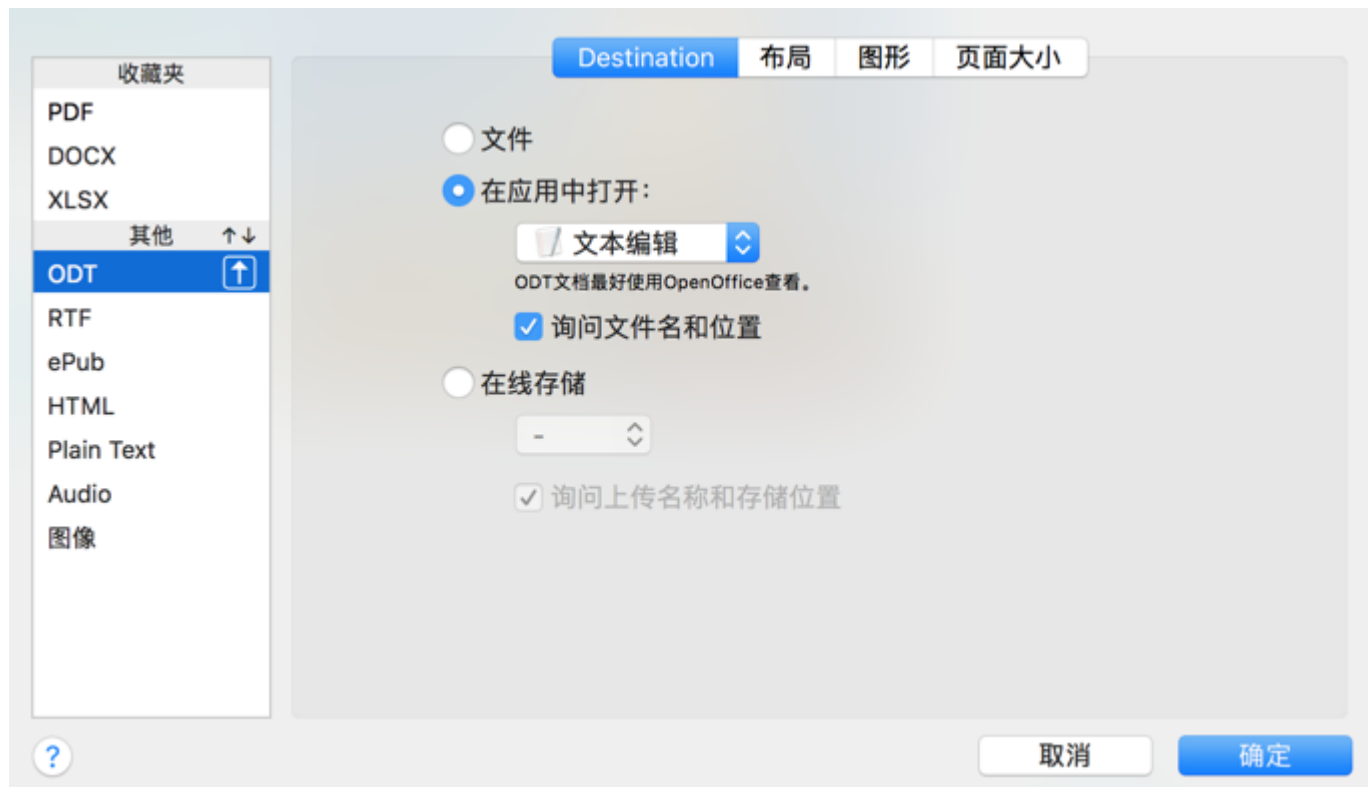 Destination 布局 图形 页面大小
收藏夹
PDF
DOCX
XLSX
其他 ↑↓
ODT
RTF
ePub
HTML
Plain Text
Audio
图像
文件
在应用中打开：
文本编辑
ODT文档最好使用OpenOffice查看。
询问文件名和位置
在线存储
-
询问上传名称和存储位置
?
取消
确定